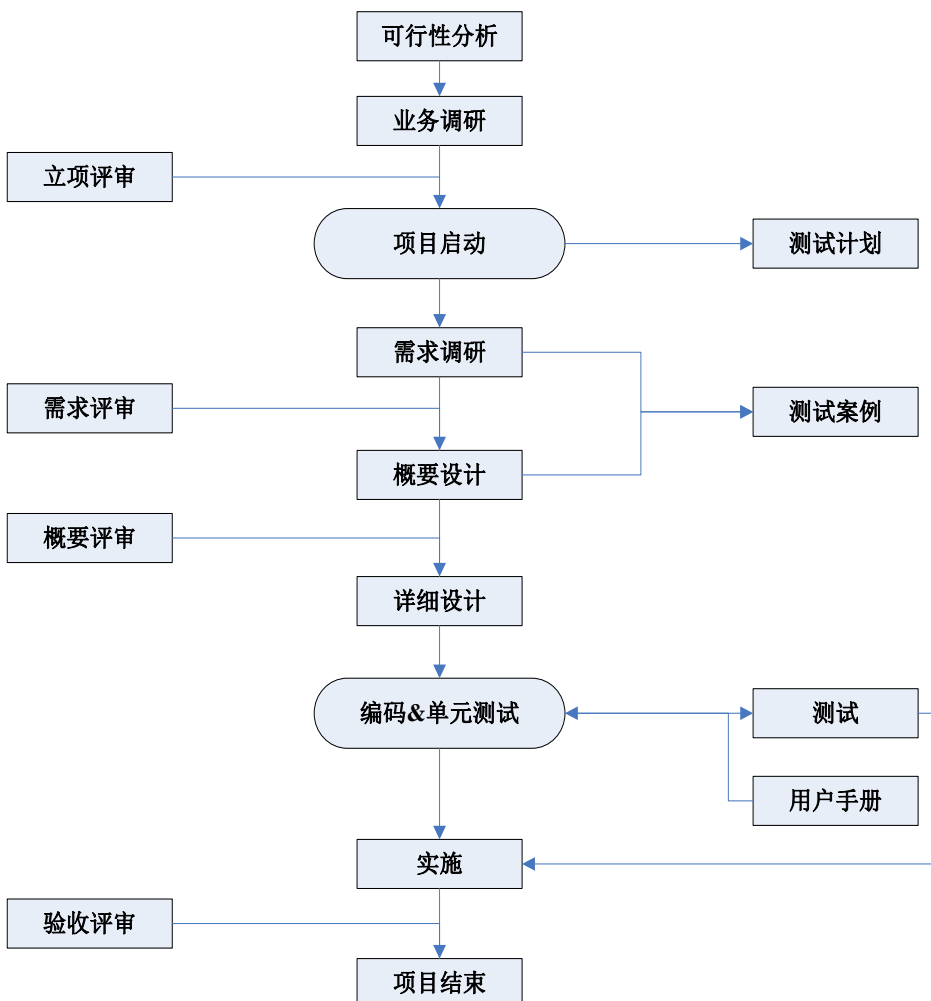 可行性分析
业务调研
立项评审
项目启动
测试计划
需求调研
需求评审
测试案例
概要设计
概要评审
详细设计
编码&单元测试
测试
用户手册
实施
验收评审
项目结束